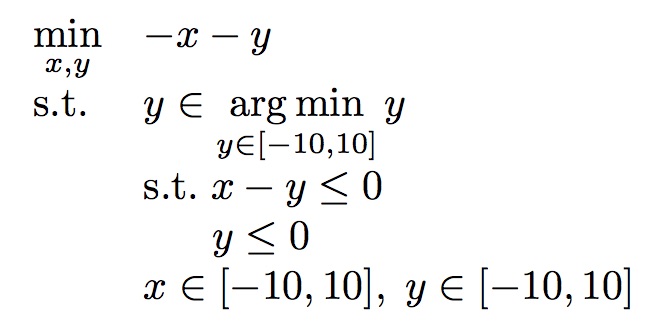 min −x − y
x,y
s.t. y ∈ arg min y
y∈[−10,10]
s.t. x − y ≤ 0
y ≤ 0
x ∈ [−10, 10], y ∈ [−10, 10]